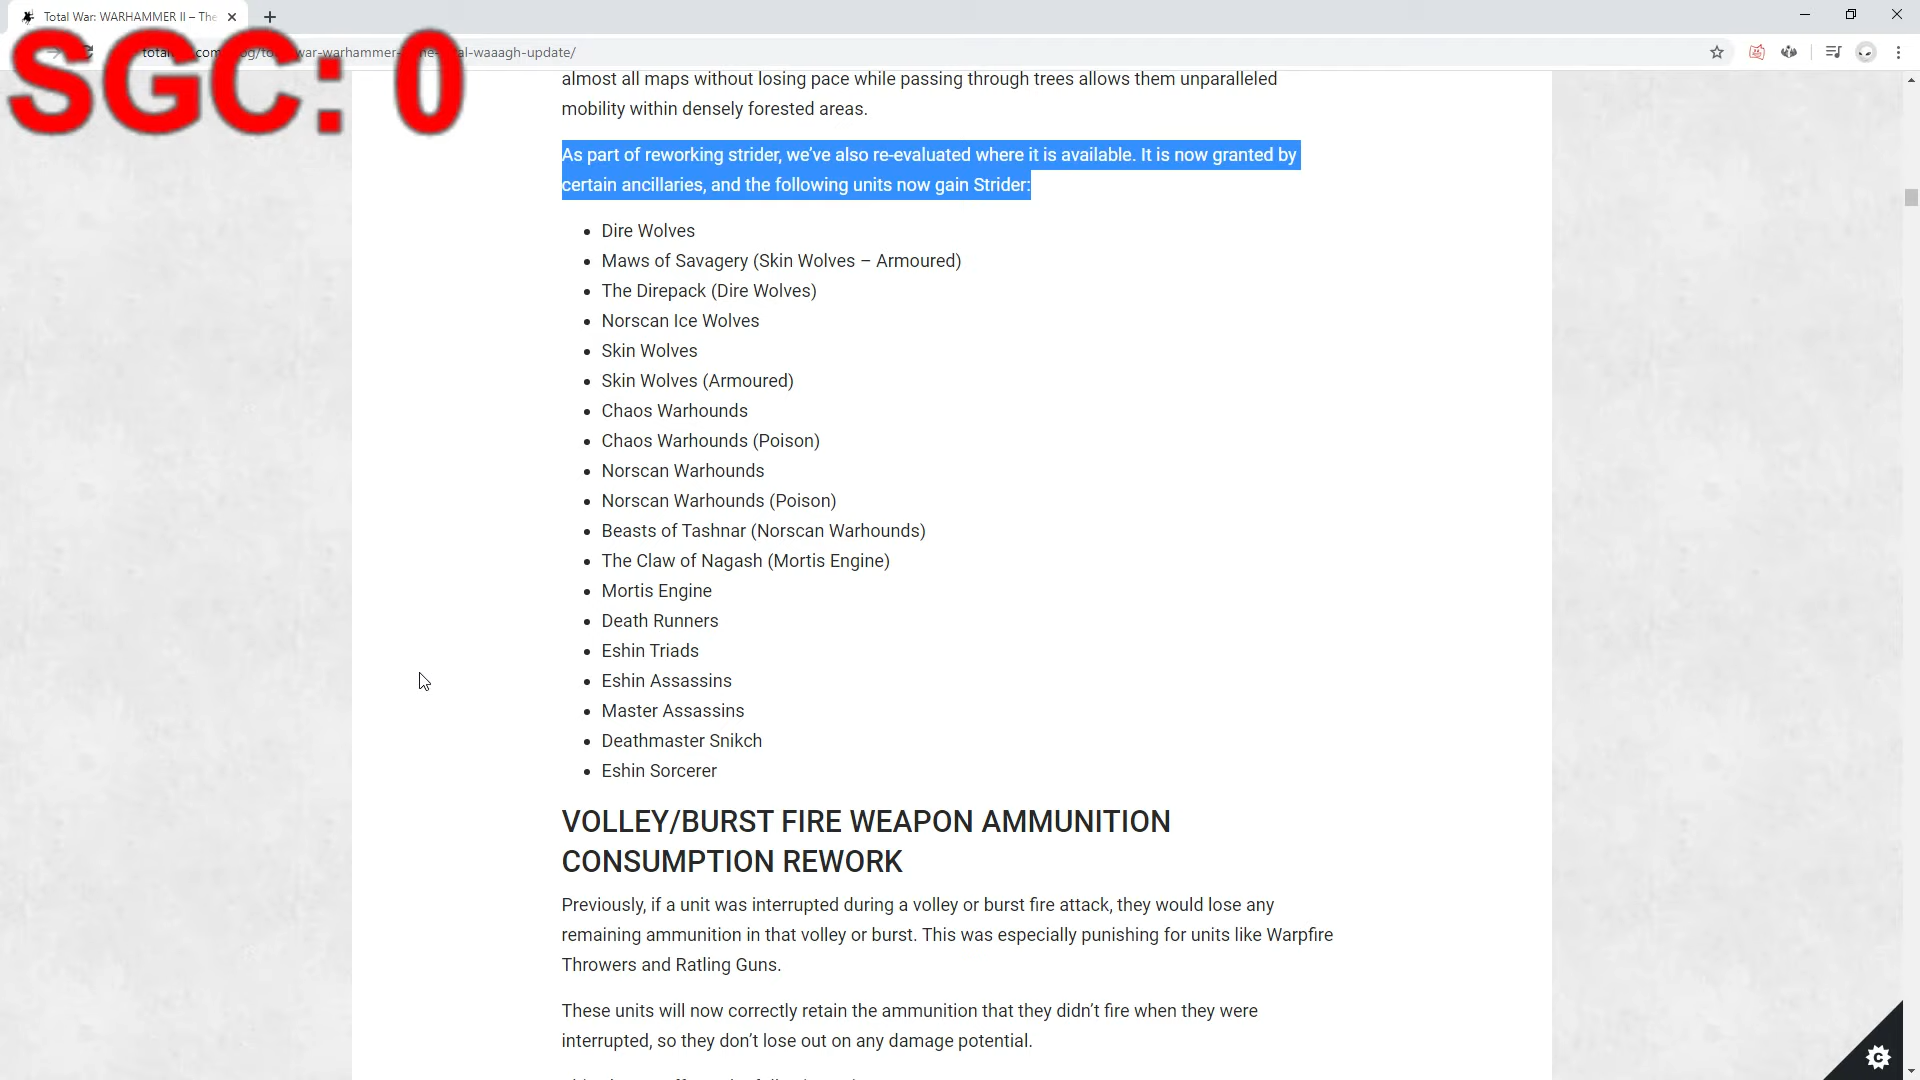 Total War: WARHAMMER II – The
SGC: 0
war-warhammer-
al-waaagh-update/
almost all maps without losing pace while passing through trees allows them unparalleled
mobility within densely forested areas.
As part of reworking strider, we’ve also re-evaluated where it is available. It is now granted by
certain ancillaries, and the following units now gain Strider:
Dire Wolves
Maws of Savagery (Skin Wolves – Armoured)
The Direpack (Dire Wolves)
Norscan Ice Wolves
Skin Wolves
Skin Wolves (Armoured)
Chaos Warhounds
Chaos Warhounds (Poison)
Norscan Warhounds
Norscan Warhounds (Poison)
Beasts of Tashnar (Norscan Warhounds)
The Claw of Nagash (Mortis Engine)
Mortis Engine
Death Runners
Eshin Triads
Eshin Assassins
Master Assassins
Deathmaster Snikch
Eshin Sorcerer
VOLLEY/BURST FIRE WEAPON AMMUNITION
CONSUMPTION REWORK
Previously, if a unit was interrupted during a volley or burst fire attack, they would lose any
remaining ammunition in that volley or burst. This was especially punishing for units like Warpfire
Throwers and Ratling Guns.
These units will now correctly retain the ammunition that they didn’t fire when they were
interrupted, so they don’t lose out on any damage potential.